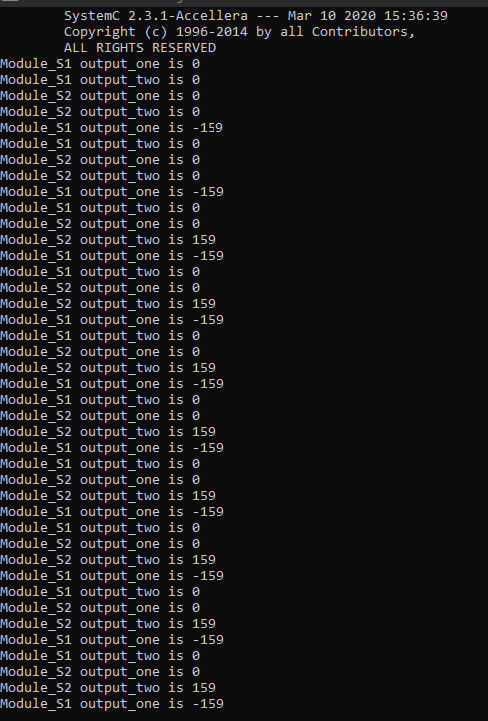 SystemC 2.3.1-Accellera --- Mar 10 2020 15:36:39
Copyright (c) 1996-2014 by all Contributors,
ALL RIGHTS RESERVED
Module_S1 output_one is 0
Module_S1 output_two is 0
Module_S2 output_one is 0
Module_S2 output_two is 0
Module_S1 output_one is -159
Module_S1 output_two is 0
Module_S2 output_one is 0
Module_S2 output_two is 0
Module_S1 output_one is -159
Module_S1 output_two is 0
Module_S2 output_one is 0
Module_S2 output_two is 159
Module_S1 output_one is -159
Module_S1 output_two is 0
Module_S2 output_one is 0
Module_S2 output_two is 159
Module_S1 output_one is -159
Module_S1 output_two is 0
Module_S2 output_one is 0
Module_S2 output_two is 159
Module_S1 output_one is -159
Module_S1 output_two is 0
Module_S2 output_one is 0
Module_S2 output_two is 159
Module_S1 output_one is -159
Module_S1 output_two is 0
Module_S2 output_one is 0
Module_S2 output_two is 159
Module_S1 output_one is -159
Module_S1 output_two is 0
Module_S2 output_one is 0
Module_S2 output_two is 159
Module_S1 output_one is -159
Module_S1 output_two is 0
Module_S2 output_one is 0
Module_S2 output_two is 159
Module_S1 output_one is -159
Module_S1 output_two is 0
Module_S2 output_one is 0
Module_S2 output_two is 159
Module_S1 output_one is -159